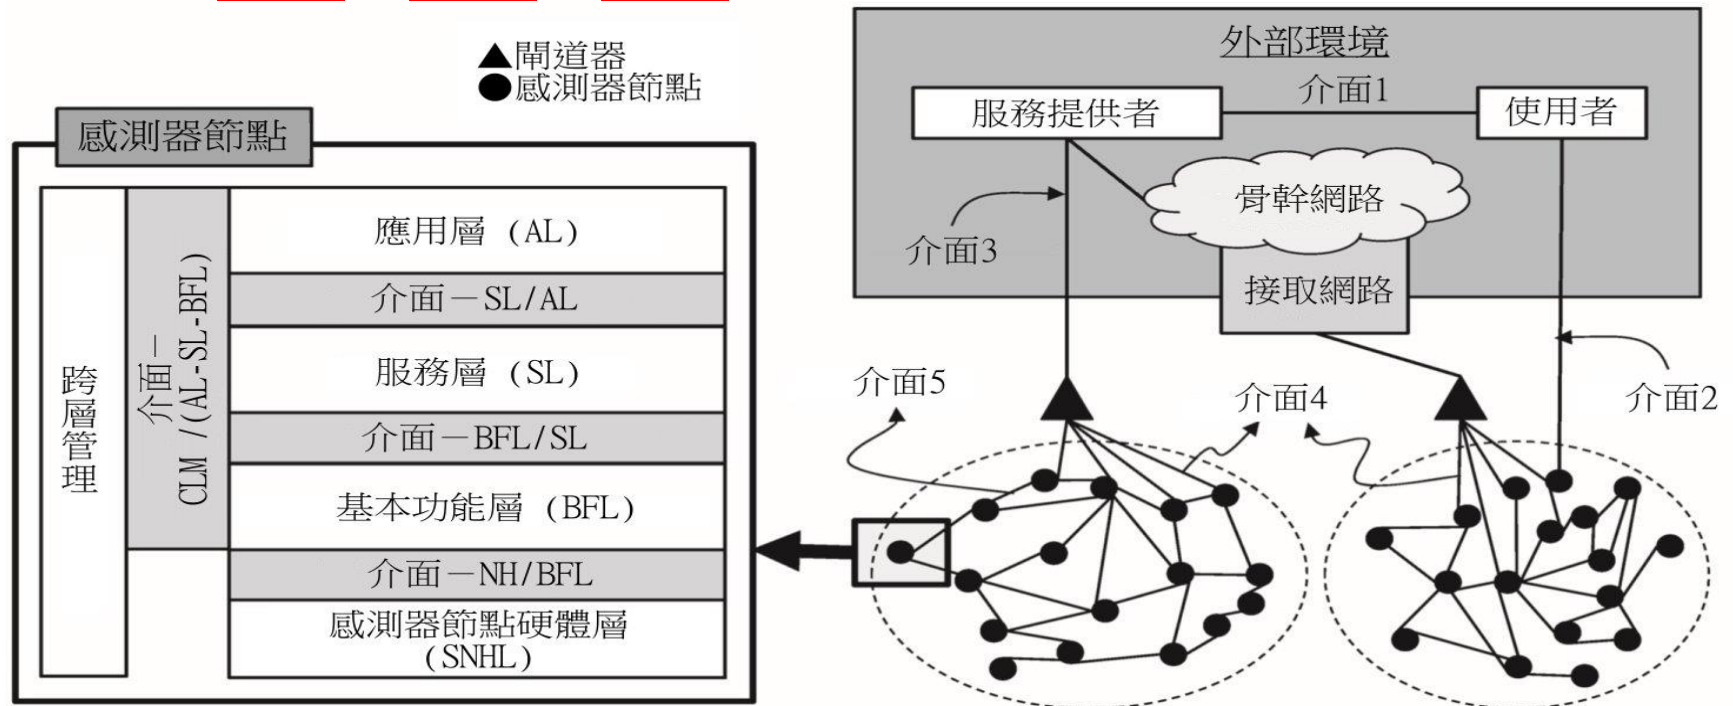 閘道器
感測器節點
感測器節點
跨層管理
介面－
CLM /(AL-SL-BFL)
應用層 (AL)
介面－SL/AL
服務層 (SL)
介面－BFL/SL
基本功能層 (BFL)
介面－NH/BFL
感測器節點硬體層
(SNHL)
外部環境
服務提供者
介面1
使用者
骨幹網路
介面3
接取網路
介面5
介面4
介面2